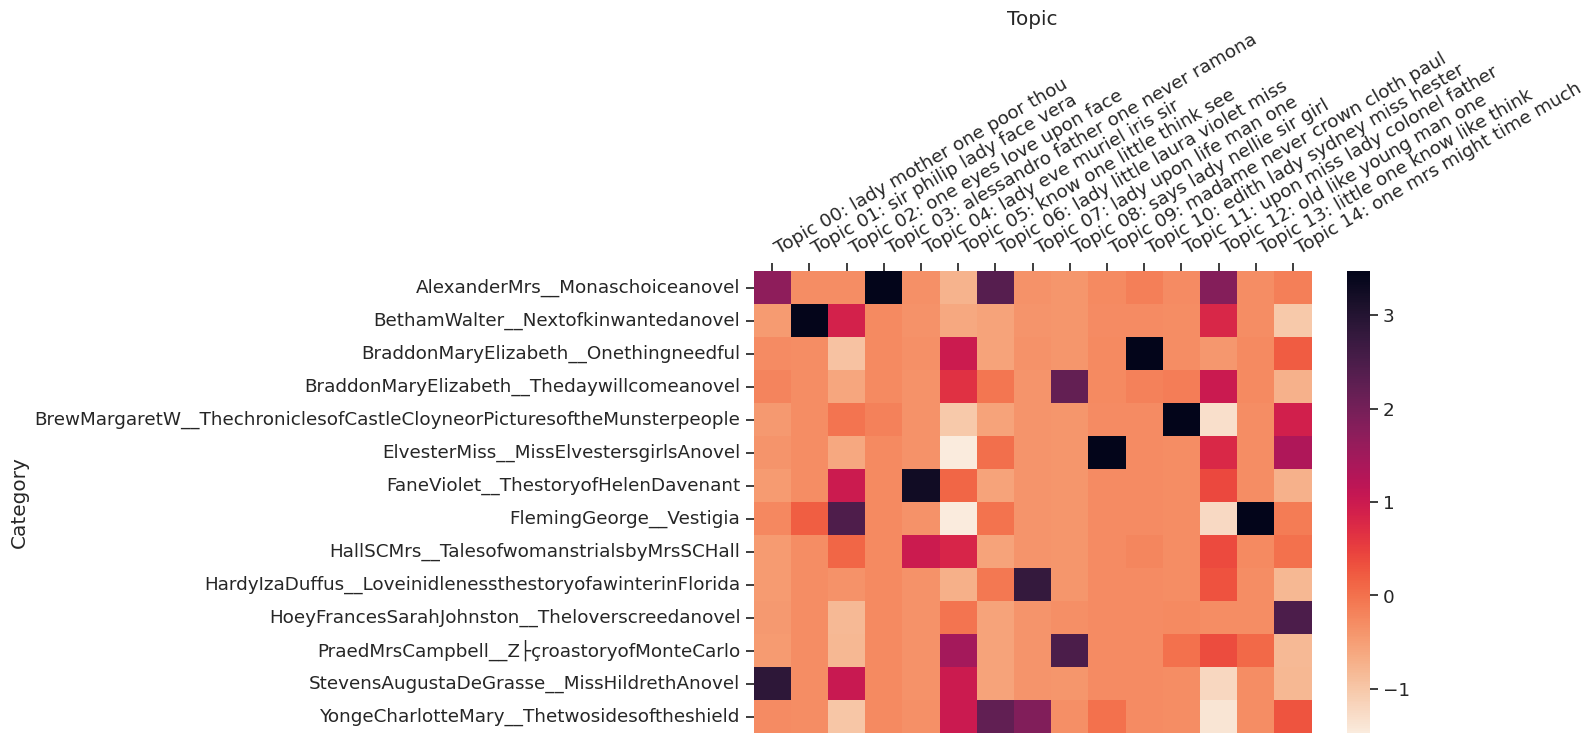 Topic
Topic 00: lady mother one poor thou
Topic 01: sir philip lady face vera
Topic 02: one eyes love upon face
Topic 03: alessandro father one never ramona
Topic 04: lady eve muriel iris sir
Topic 05: know one little think see
Topic 06: lady little laura violet miss
Topic 07: lady upon life man one
Topic 08: says lady nellie sir girl
Topic 09: madame never crown cloth paul
Topic 10: edith lady sydney miss hester
Topic 11: upon miss lady colonel father
Topic 12: old like young man one
Topic 13: little one know like think
Topic 14: one mrs might time much
Category
AlexanderMrs__Monaschoiceanovel
BethamWalter__Nextofkinwantedanovel
BraddonMaryElizabeth__Onethingneedful
BraddonMaryElizabeth__Thedaywillcomeanovel
BrewMargaretW__ThechroniclesofCastleCloyneorPicturesoftheMunsterpeople
ElvesterMiss__MissElvestersgirlsAnovel
FaneViolet__ThestoryofHelenDavenant
FlemingGeorge__Vestigia
HallSCMrs__TalesofwomanstrialsbyMrsSCHall
HardyIzaDuffus__LoveinidlenessthestoryofawinterinFlorida
HoeyFrancesSarahJohnston__Theloverscreedanovel
PraedMrsCampbell__Z├çroastoryofMonteCarlo
StevensAugustaDeGrasse__MissHildrethAnovel
YongeCharlotteMary__Thetwosidesoftheshield
3
2
1
0
−1